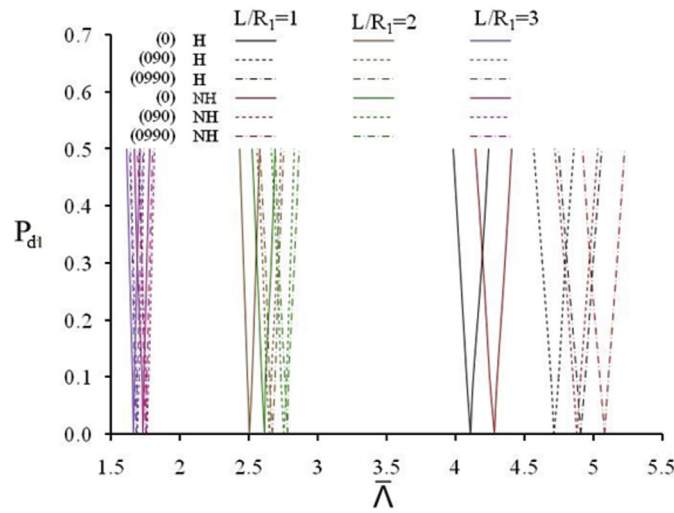 L/R1=1 L/R1=2 L/R1=3
0.7
(0) H
(090) H
0.6
(0990) H
(0) NH
(090) NH
0.5
(0990) NH
0.4
Pdl
0.3
0.2
0.1
0.0
1.5 2 2.5 3 3.5 4 4.5 5 5.5
Λ̅